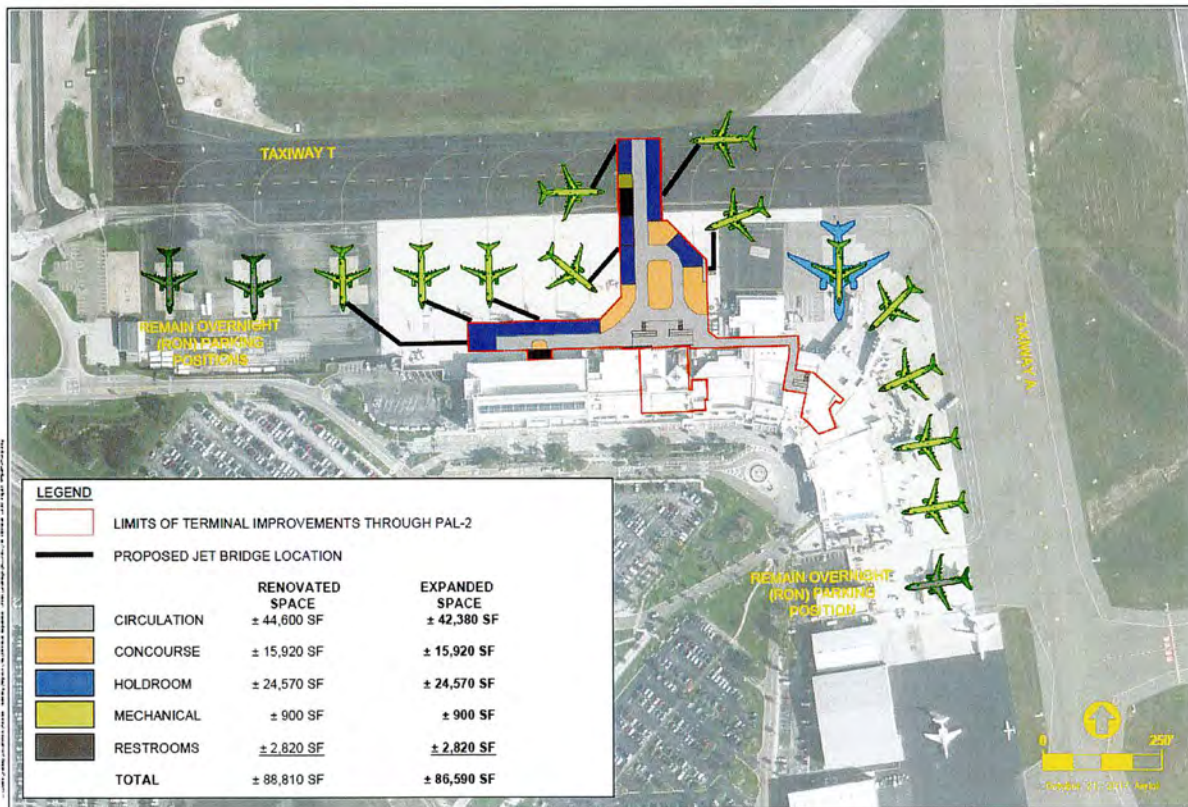 TAXIWAY T
REMAIN OVERNIGHT
(RON) PARKING
POSITIONS
TAXIWAY A
REMAIN OVERNIGHT
(RON) PARKING
POSITION
LEGEND
LIMITS OF TERMINAL IMPROVEMENTS THROUGH PAL-2
PROPOSED JET BRIDGE LOCATION
RENOVATED SPACE EXPANDED SPACE
CIRCULATION ± 44,600 SF ± 42,380 SF
CONCOURSE ± 15,920 SF ± 15,920 SF
HOLDROOM ± 24,570 SF ± 24,570 SF
MECHANICAL ± 900 SF ± 900 SF
RESTROOMS ± 2,820 SF ± 2,820 SF
TOTAL ± 88,810 SF ± 86,590 SF
0 250'
Aerial